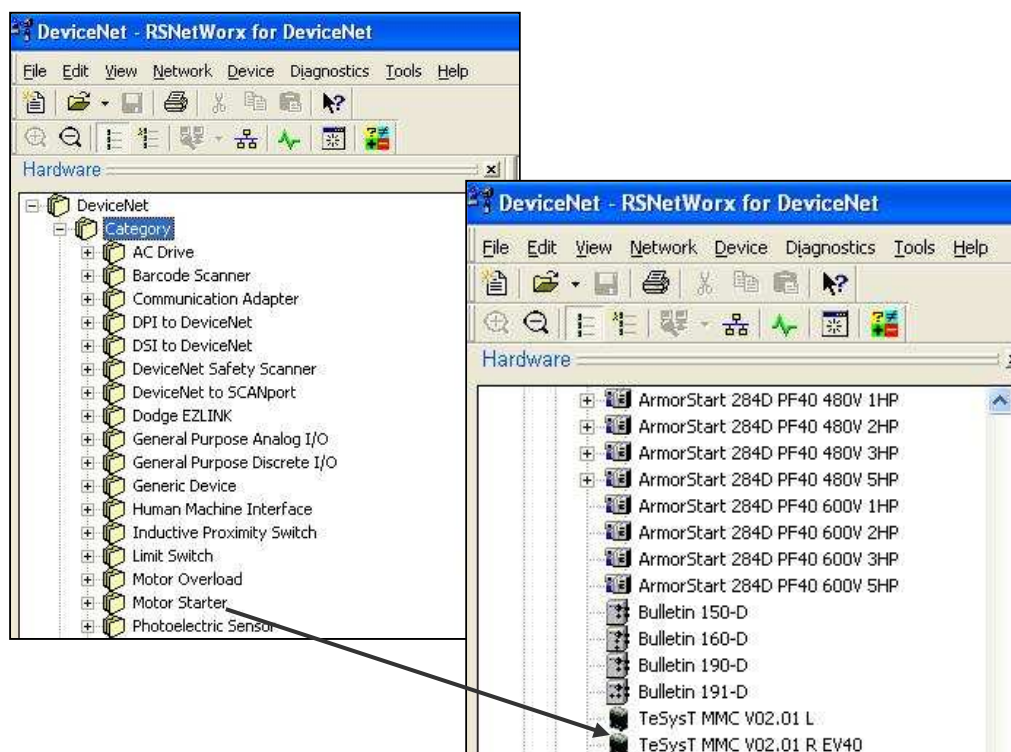 DeviceNet - RSNetWorx for DeviceNet
File Edit View Network Device Diagnostics Tools Help
Hardware
DeviceNet
Category
AC Drive
Barcode Scanner
Communication Adapter
DPI to DeviceNet
DSI to DeviceNet
DeviceNet Safety Scanner
DeviceNet to SCANport
Dodge EZLINK
General Purpose Analog I/O
General Purpose Discrete I/O
Generic Device
Human Machine Interface
Inductive Proximity Switch
Limit Switch
Motor Overload
Motor Starter
Photoelectric Sensor
DeviceNet - RSNetWorx for DeviceNet
File Edit View Network Device Diagnostics Tools Help
Hardware
ArmorStart 284D PF40 480V 1HP
ArmorStart 284D PF40 480V 2HP
ArmorStart 284D PF40 480V 3HP
ArmorStart 284D PF40 480V 5HP
ArmorStart 284D PF40 600V 1HP
ArmorStart 284D PF40 600V 2HP
ArmorStart 284D PF40 600V 3HP
ArmorStart 284D PF40 600V 5HP
Bulletin 150-D
Bulletin 160-D
Bulletin 190-D
Bulletin 191-D
TeSysT MMC V02.01 L
TeSysT MMC V02.01 R EV40